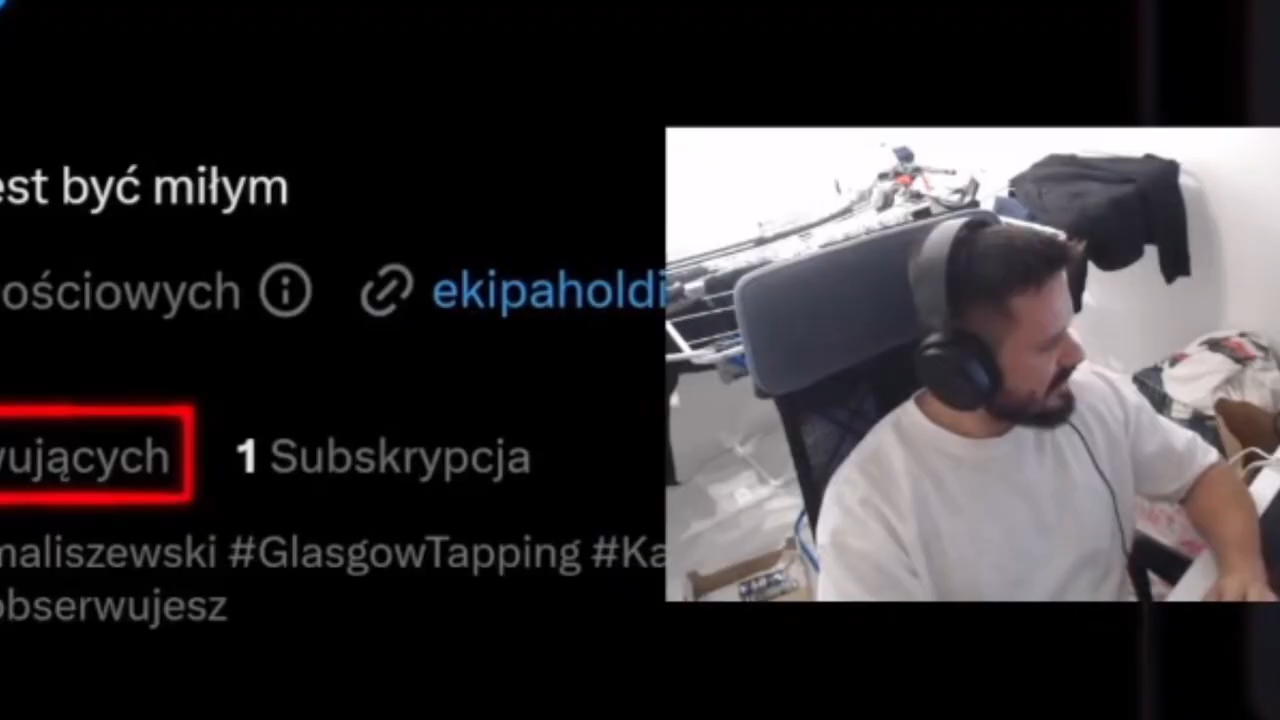 est być miłym
ościowych ekipaholdi
wujących 1 Subskrypcja
maliszewski #GlasgowTapping #Ka
obserwujesz